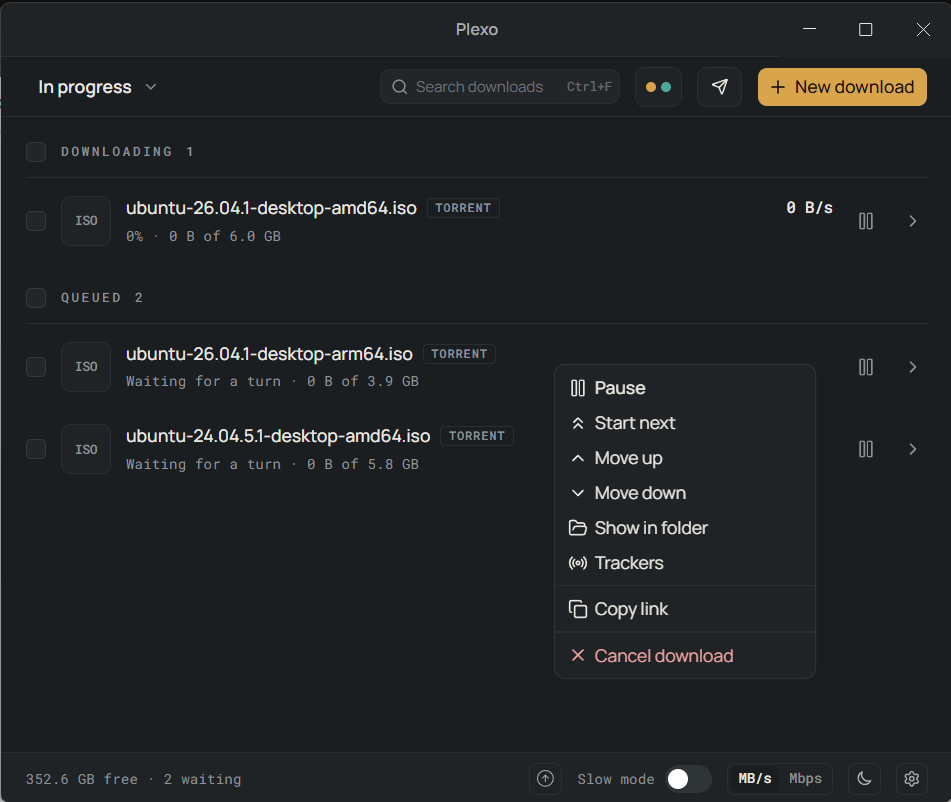 Plexo
In progress
Search downloads Ctrl+F
New download
DOWNLOADING 1
ISO
ubuntu-26.04.1-desktop-amd64.iso TORRENT
0 B/s
0% · 0 B of 6.0 GB
QUEUED 2
ISO
ubuntu-26.04.1-desktop-arm64.iso TORRENT
Waiting for a turn · 0 B of 3.9 GB
ISO
ubuntu-24.04.5.1-desktop-amd64.iso TORRENT
Waiting for a turn · 0 B of 5.8 GB
Pause
Start next
Move up
Move down
Show in folder
Trackers
Copy link
Cancel download
352.6 GB free · 2 waiting
Slow mode
MB/s Mbps